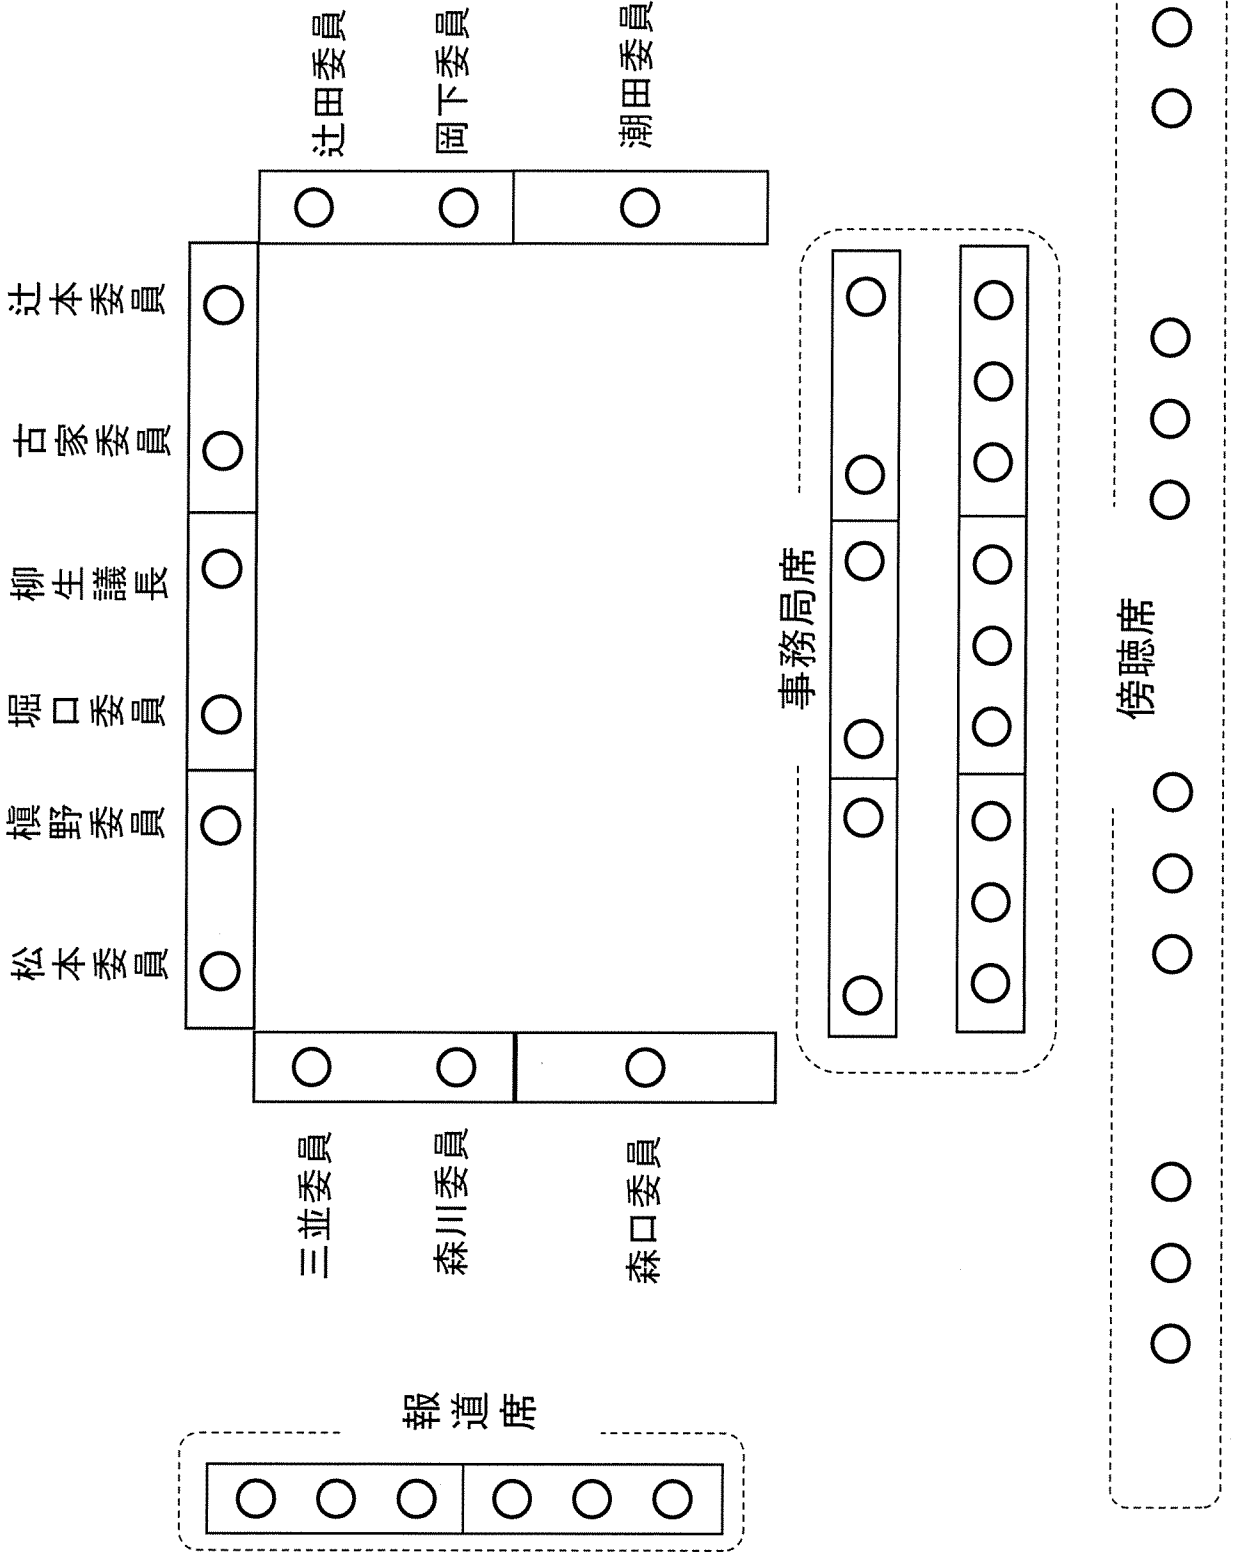 辻本委員
古家委員
柳生議長
堀口委員
槇野委員
松本委員
辻田委員
岡下委員
潮田委員
三並委員
森川委員
森口委員
事務局席
傍聴席
報道席